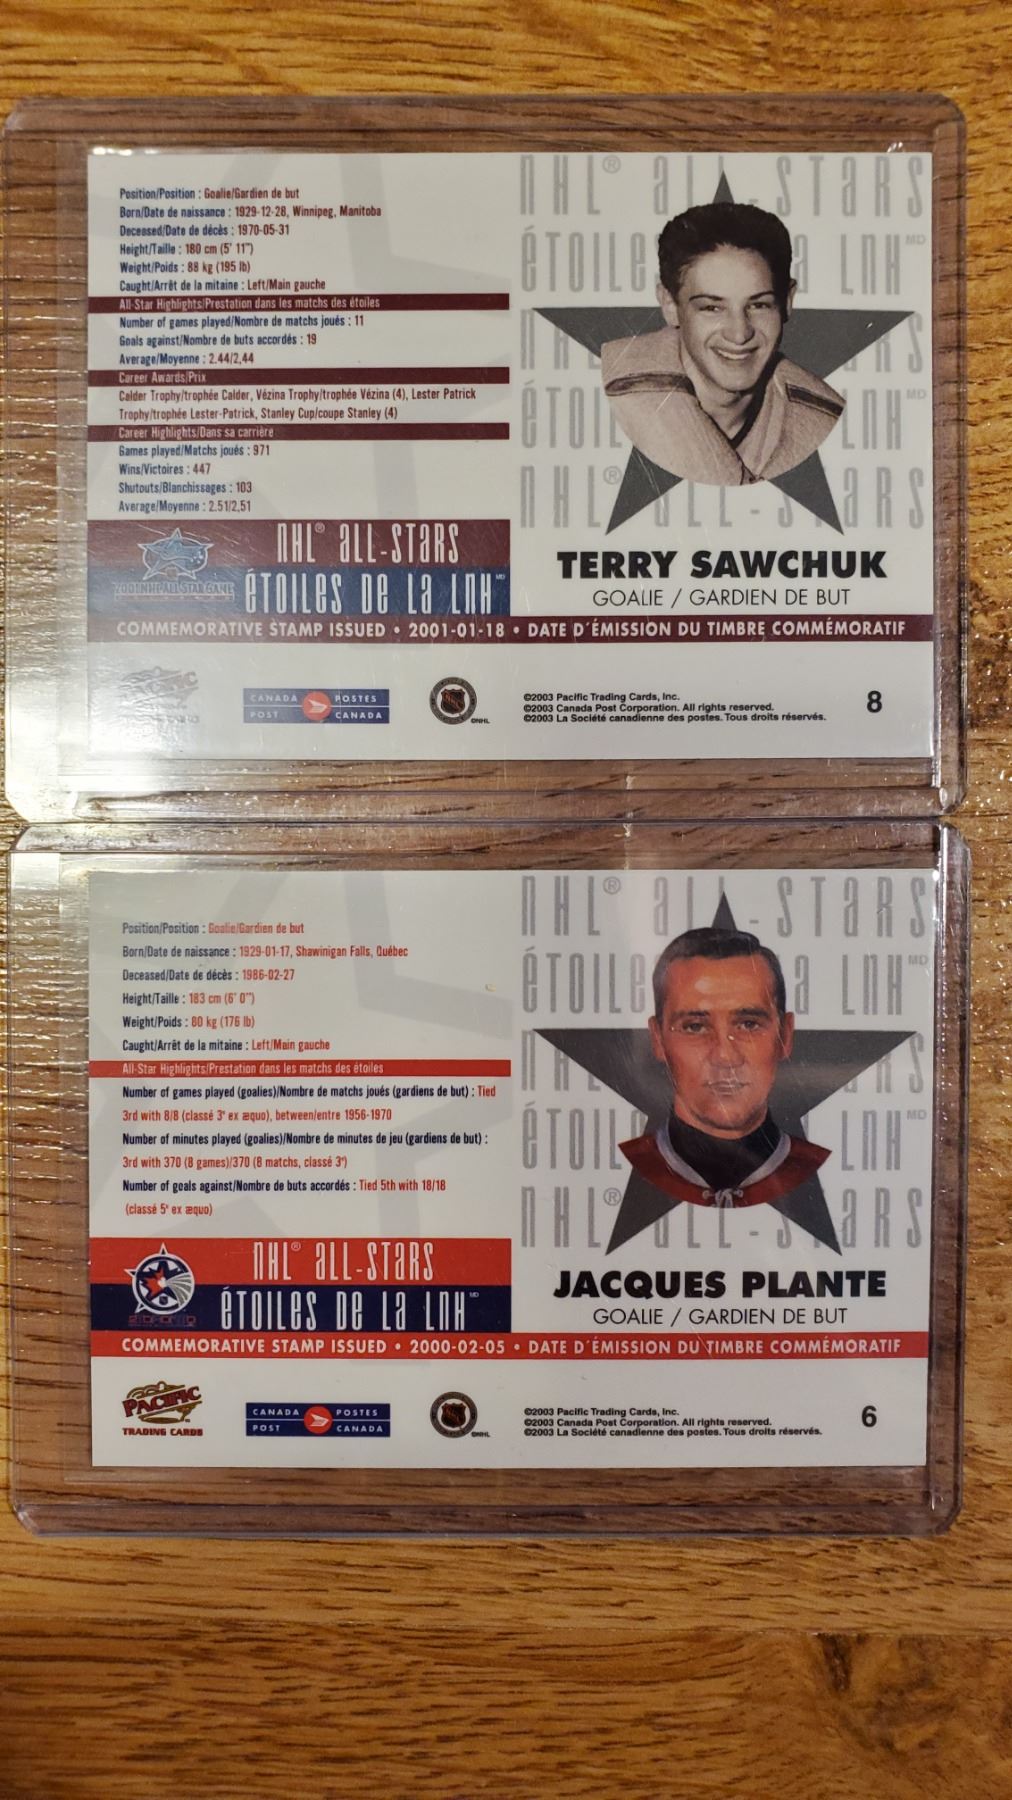 Position/Position : Goalie/Gardien de but
Born/Date de naissance : 1929-12-28, Winnipeg, Manitoba
Deceased/Date de décès : 1970-05-31
Height/Taille : 180 cm (5' 11")
Weight/Poids : 88 kg (195 lb)
Caught/Arrêt de la mitaine : Left/Main gauche
All-Star Highlights/Prestation dans les matchs des étoiles
Number of games played/Nombre de matchs joués : 11
Goals against/Nombre de buts accordés : 19
Average/Moyenne : 2.44/2,44
Career Awards/Prix
Calder Trophy/trophée Calder, Vézina Trophy/trophée Vézina (4), Lester Patrick
Trophy/trophée Lester-Patrick, Stanley Cup/coupe Stanley (4)
Career Highlights/Dans sa carrière
Games played/Matchs joués : 971
Wins/Victoires : 447
Shutouts/Blanchissages : 103
Average/Moyenne : 2.51/2,51
2001 NHL ALL-STAR GAME
NHL® ALL-STARS
ÉTOILES DE LA LNH MD
NHL® ALL-STARS
ÉTOILE LA LNH MD
TERRY SAWCHUK
GOALIE / GARDIEN DE BUT
COMMEMORATIVE STAMP ISSUED • 2001-01-18 • DATE D'ÉMISSION DU TIMBRE COMMÉMORATIF
CANADA POSTES
POST CANADA
©NHL
©2003 Pacific Trading Cards, Inc.
©2003 Canada Post Corporation. All rights reserved.
©2003 La Société canadienne des postes. Tous droits réservés.
8
Position/Position : Goalie/Gardien de but
Born/Date de naissance : 1929-01-17, Shawinigan Falls, Québec
Deceased/Date de décès : 1986-02-27
Height/Taille : 183 cm (6' 0")
Weight/Poids : 80 kg (176 lb)
Caught/Arrêt de la mitaine : Left/Main gauche
All-Star Highlights/Prestation dans les matchs des étoiles
Number of games played (goalies)/Nombre de matchs joués (gardiens de but) : Tied
3rd with 8/8 (classé 3e ex æquo), between/entre 1956-1970
Number of minutes played (goalies)/Nombre de minutes de jeu (gardiens de but) :
3rd with 370 (8 games)/370 (8 matchs, classé 3e)
Number of goals against/Nombre de buts accordés : Tied 5th with 18/18
(classé 5e ex æquo)
2000
NHL® ALL-STARS
ÉTOILES DE LA LNH MD
NHL® ALL-STARS
ÉTOILE LA LNH MD
JACQUES PLANTE
GOALIE / GARDIEN DE BUT
COMMEMORATIVE STAMP ISSUED • 2000-02-05 • DATE D'ÉMISSION DU TIMBRE COMMÉMORATIF
PACIFIC
TRADING CARDS
CANADA POSTES
POST CANADA
©NHL
©2003 Pacific Trading Cards, Inc.
©2003 Canada Post Corporation. All rights reserved.
©2003 La Société canadienne des postes. Tous droits réservés.
6